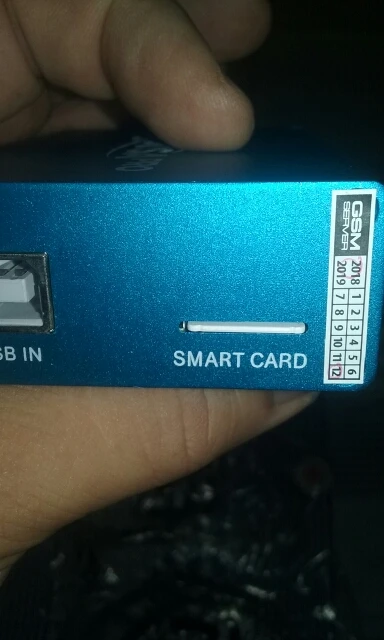 SB IN
SMART CARD
GSM
SERVER
2018 1 2 3 4 5 6
2019 7 8 9 10 11 12